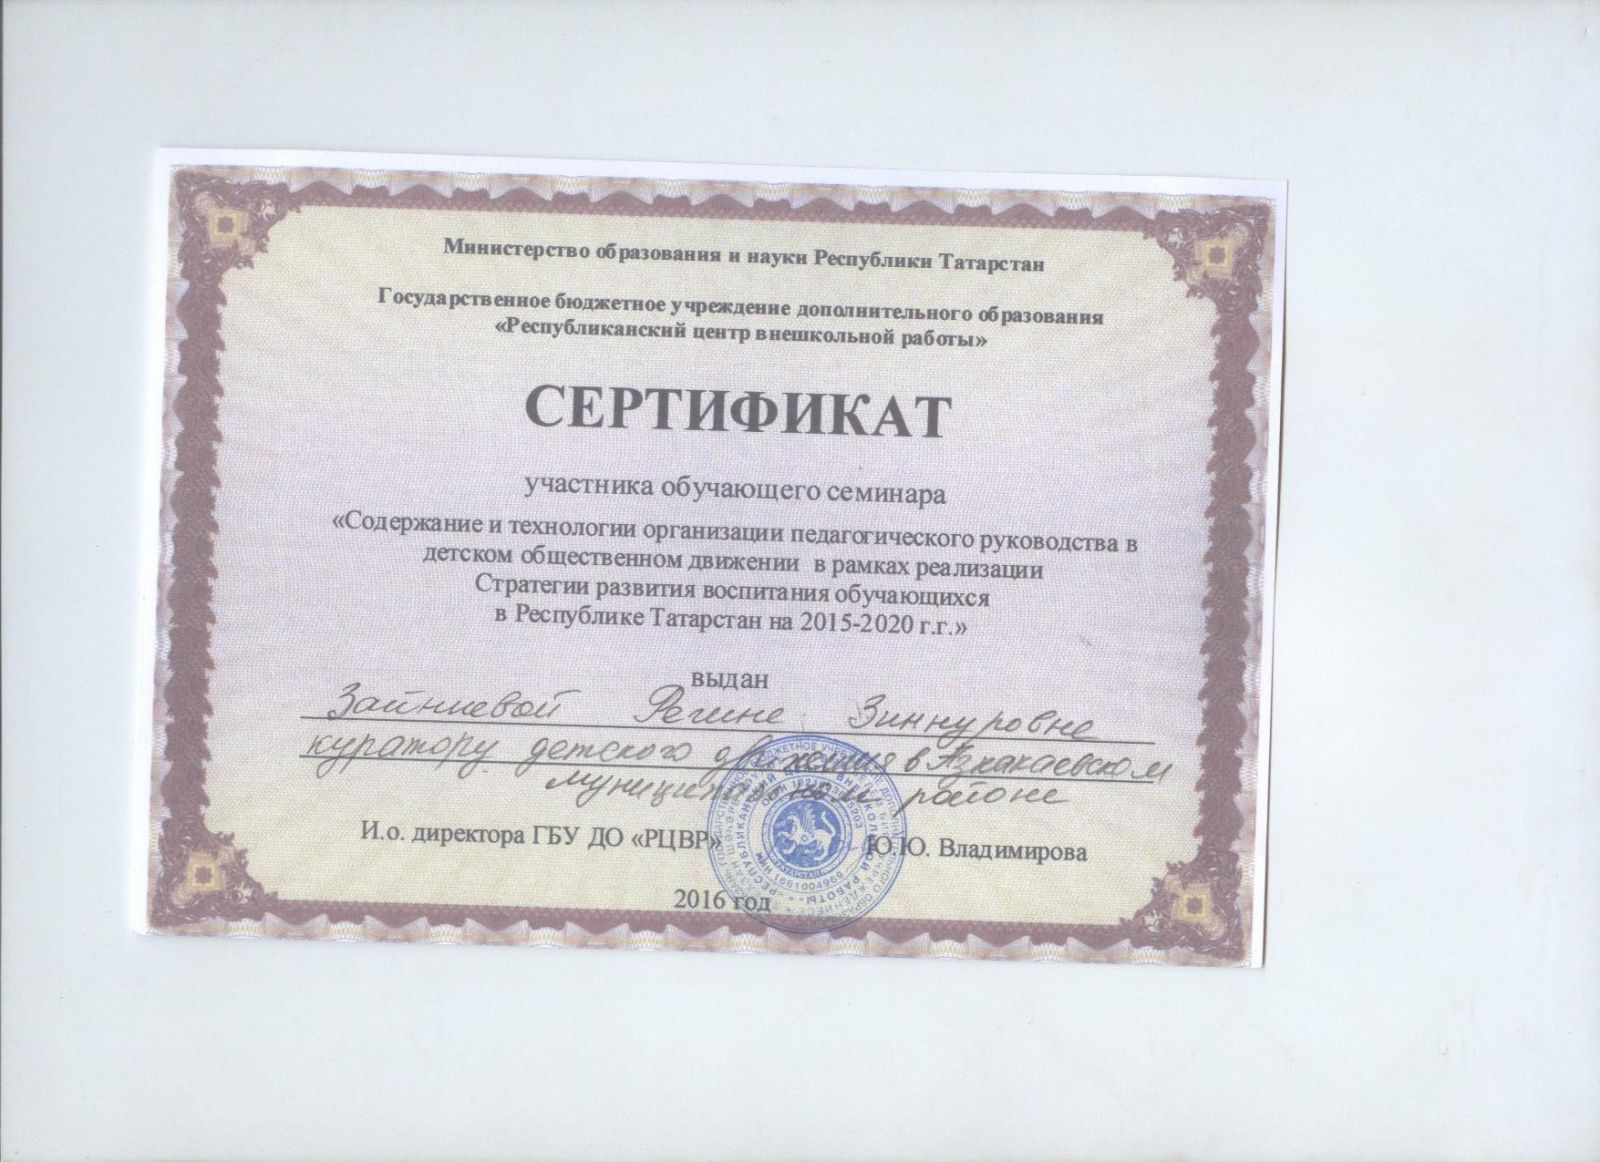 Министерство образования и науки Республики Татарстан
Государственное бюджетное учреждение дополнительного образования
«Республиканский центр внешкольной работы»
СЕРТИФИКАТ
участника обучающего семинара
«Содержание и технологии организации педагогического руководства в
детском общественном движении в рамках реализации
Стратегии развития воспитания обучающихся
в Республике Татарстан на 2015-2020 г.г.»
выдан
Зайниевой Регине Зиннуровне
куратору детского движения в Азнакаевском
муниципальном районе
И.о. директора ГБУ ДО «РЦВР» Ю.Ю. Владимирова
2016 год